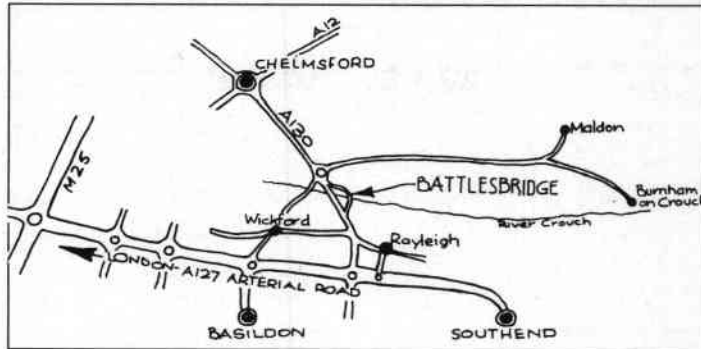 A12
CHELMSFORD
A130
Maldon
M25
BATTLESBRIDGE
Burnham
on Crouch
Wickford
River Crouch
Rayleigh
LONDON-A127 ARTERIAL ROAD
BASILDON
SOUTHEND